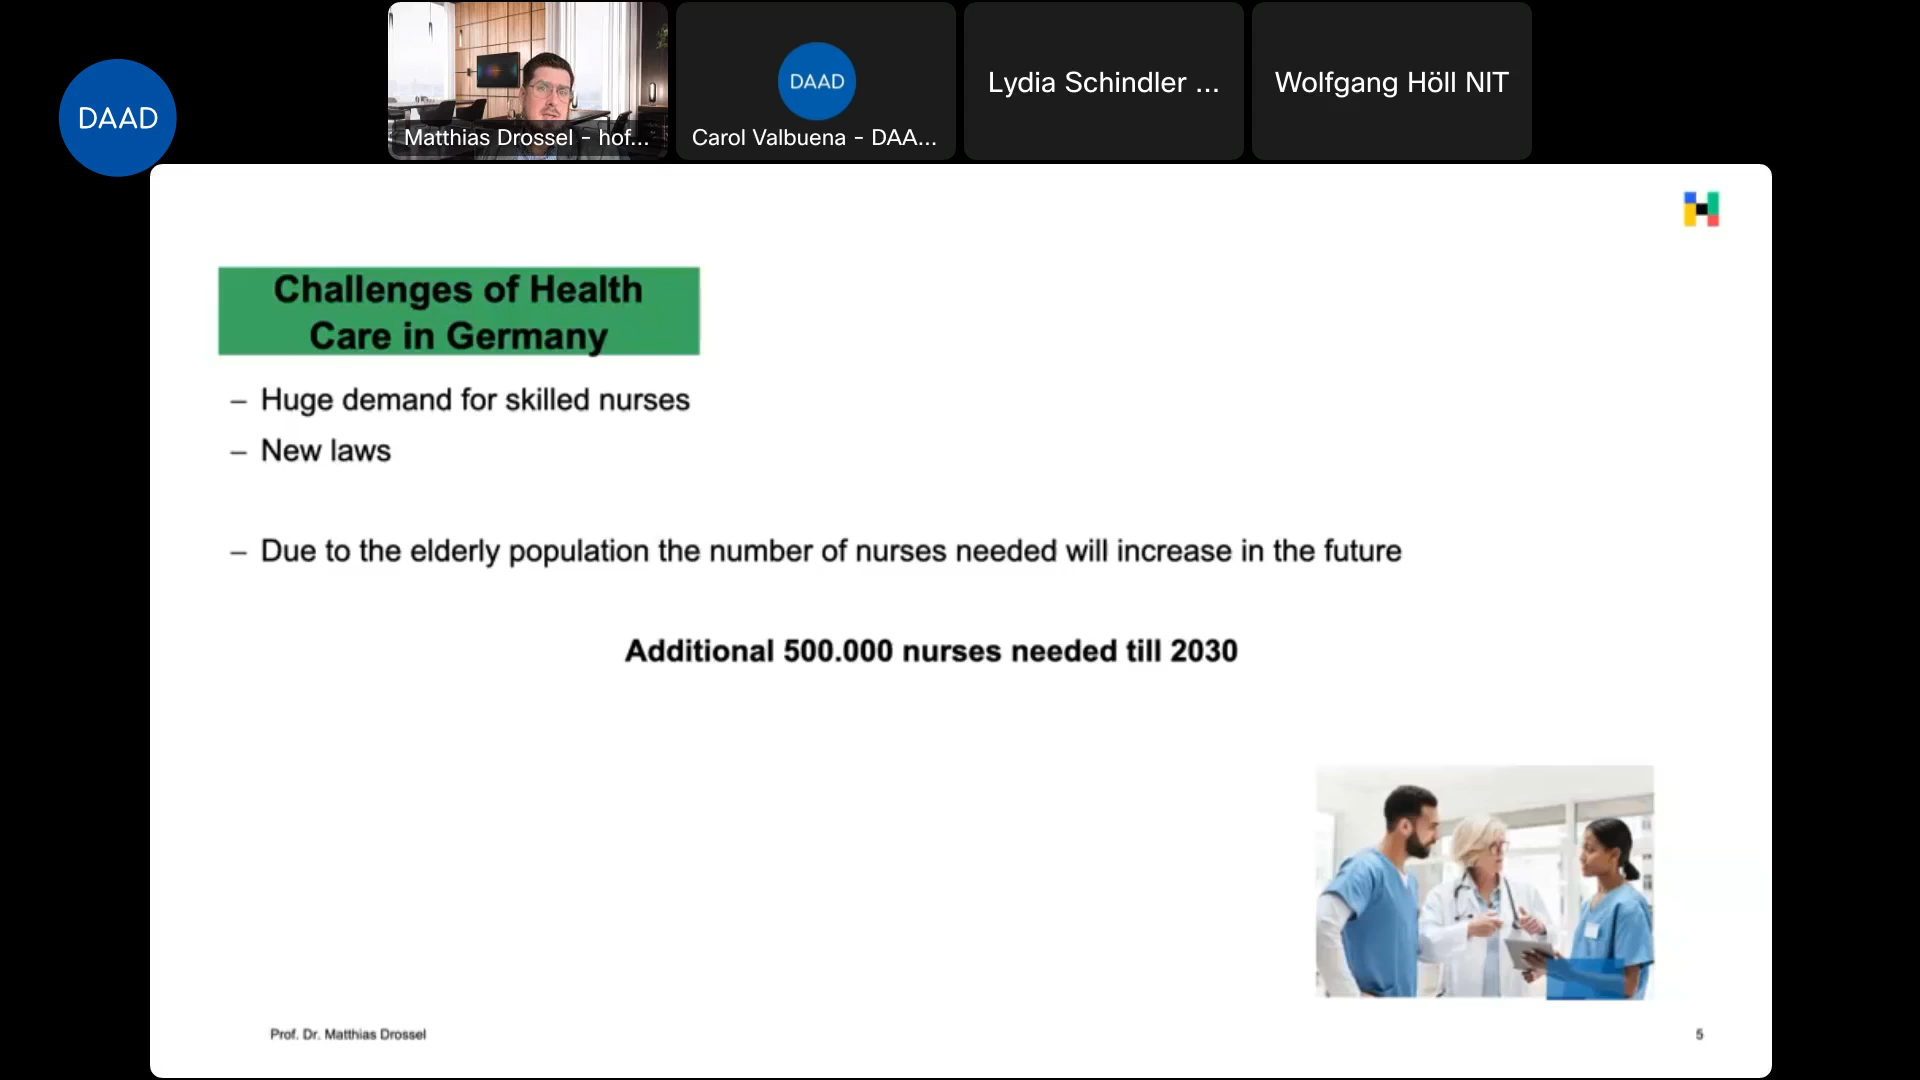 DAAD
Matthias Drossel - hof...
DAAD
Carol Valbuena - DAA...
Lydia Schindler ...
Wolfgang Höll NIT
Challenges of Health
Care in Germany
– Huge demand for skilled nurses
– New laws
– Due to the elderly population the number of nurses needed will increase in the future
Additional 500.000 nurses needed till 2030
Prof. Dr. Matthias Drossel
5